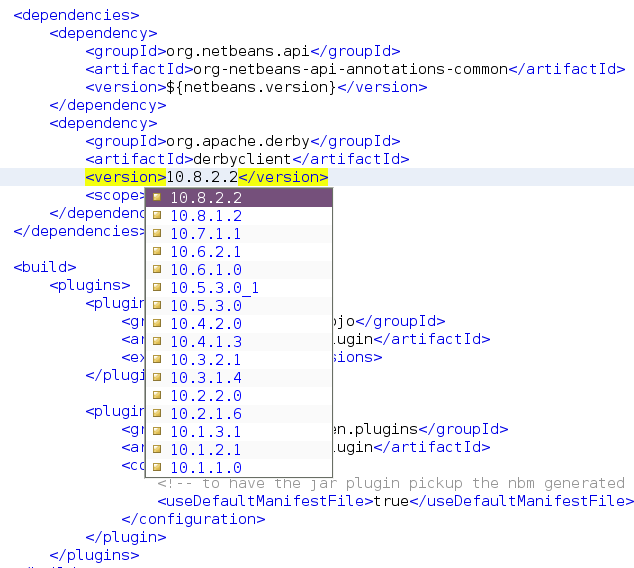 <dependencies>
<dependency>
<groupId>org.netbeans.api</groupId>
<artifactId>org-netbeans-api-annotations-common</artifactId>
<version>${netbeans.version}</version>
</dependency>
<dependency>
<groupId>org.apache.derby</groupId>
<artifactId>derbyclient</artifactId>
<version>10.8.2.2</version>
<scope>
10.8.2.2
</dependenc
10.8.1.2
</dependencies>
10.7.1.1
10.6.2.1
<build>
10.6.1.0
<plugins>
10.5.3.0_1
<plugin
10.5.3.0
<gr ojo</groupId>
10.4.2.0
<ar lugin</artifactId>
10.4.1.3
<ex nsions>
10.3.2.1
</plugin
10.3.1.4
10.2.2.0
<plugin
10.2.1.6
<gr en.plugins</groupId>
10.1.3.1
<ar lugin</artifactId>
10.1.2.1
<co
10.1.1.0
<!-- to have the jar plugin pickup the nbm generated
<useDefaultManifestFile>true</useDefaultManifestFile>
</configuration>
</plugin>
</plugins>